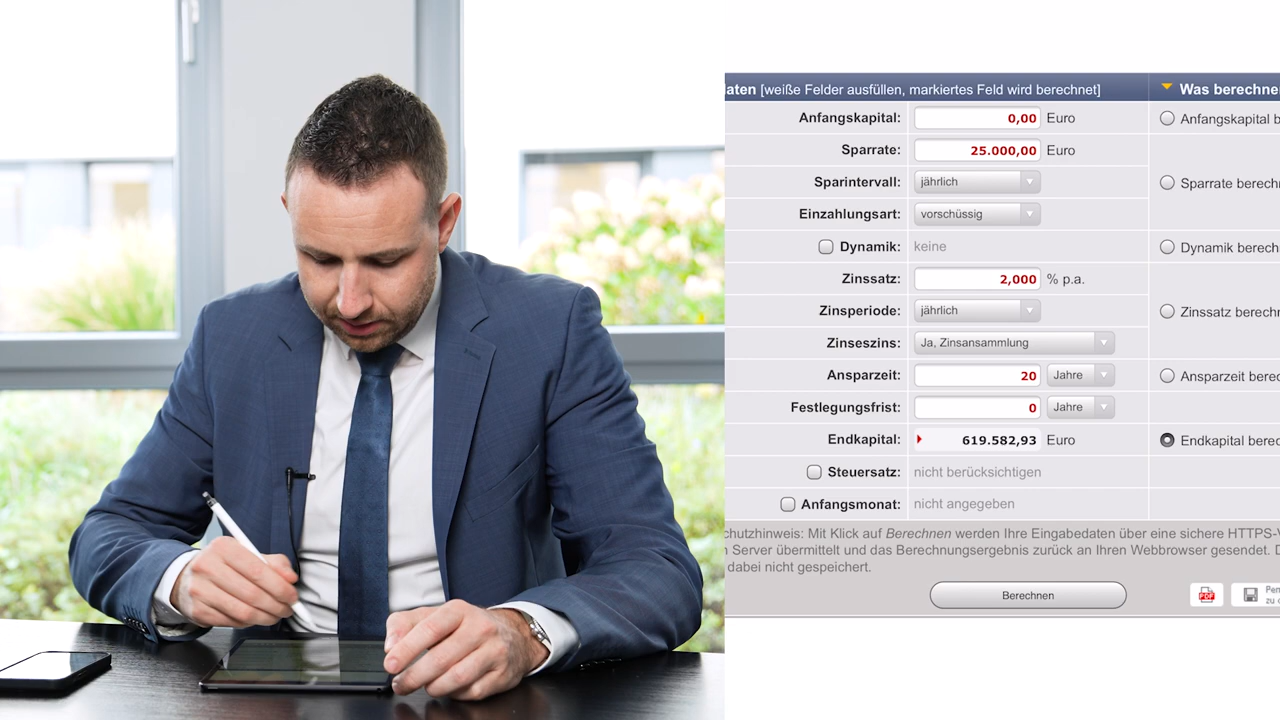 aten [weiße Felder ausfüllen, markiertes Feld wird berechnet] Was berechne
Anfangskapital: 0,00 Euro Anfangskapital b
Sparrate: 25.000,00 Euro
Sparintervall: jährlich Sparrate berech
Einzahlungsart: vorschüssig
Dynamik: keine Dynamik berech
Zinssatz: 2,000 % p.a.
Zinsperiode: jährlich Zinssatz berech
Zinseszins: Ja, Zinsansammlung
Ansparzeit: 20 Jahre Ansparzeit berec
Festlegungsfrist: 0 Jahre
Endkapital: 619.582,93 Euro Endkapital berec
Steuersatz: nicht berücksichtigen
Anfangsmonat: nicht angegeben
chutzhinweis: Mit Klick auf Berechnen werden Ihre Eingabedaten über eine sichere HTTPS-V
n Server übermittelt und das Berechnungsergebnis zurück an Ihren Webbrowser gesendet. D
dabei nicht gespeichert.
Berechnen PDF